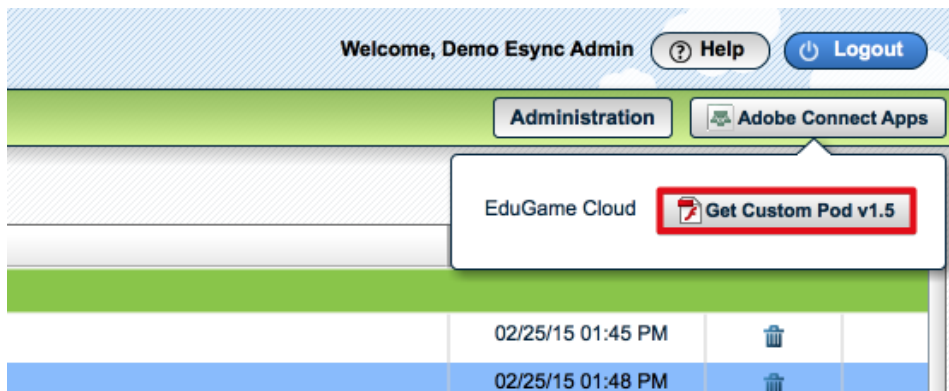 Welcome, Demo Esync Admin Help Logout
Administration Adobe Connect Apps
EduGame Cloud Get Custom Pod v1.5
02/25/15 01:45 PM
02/25/15 01:48 PM